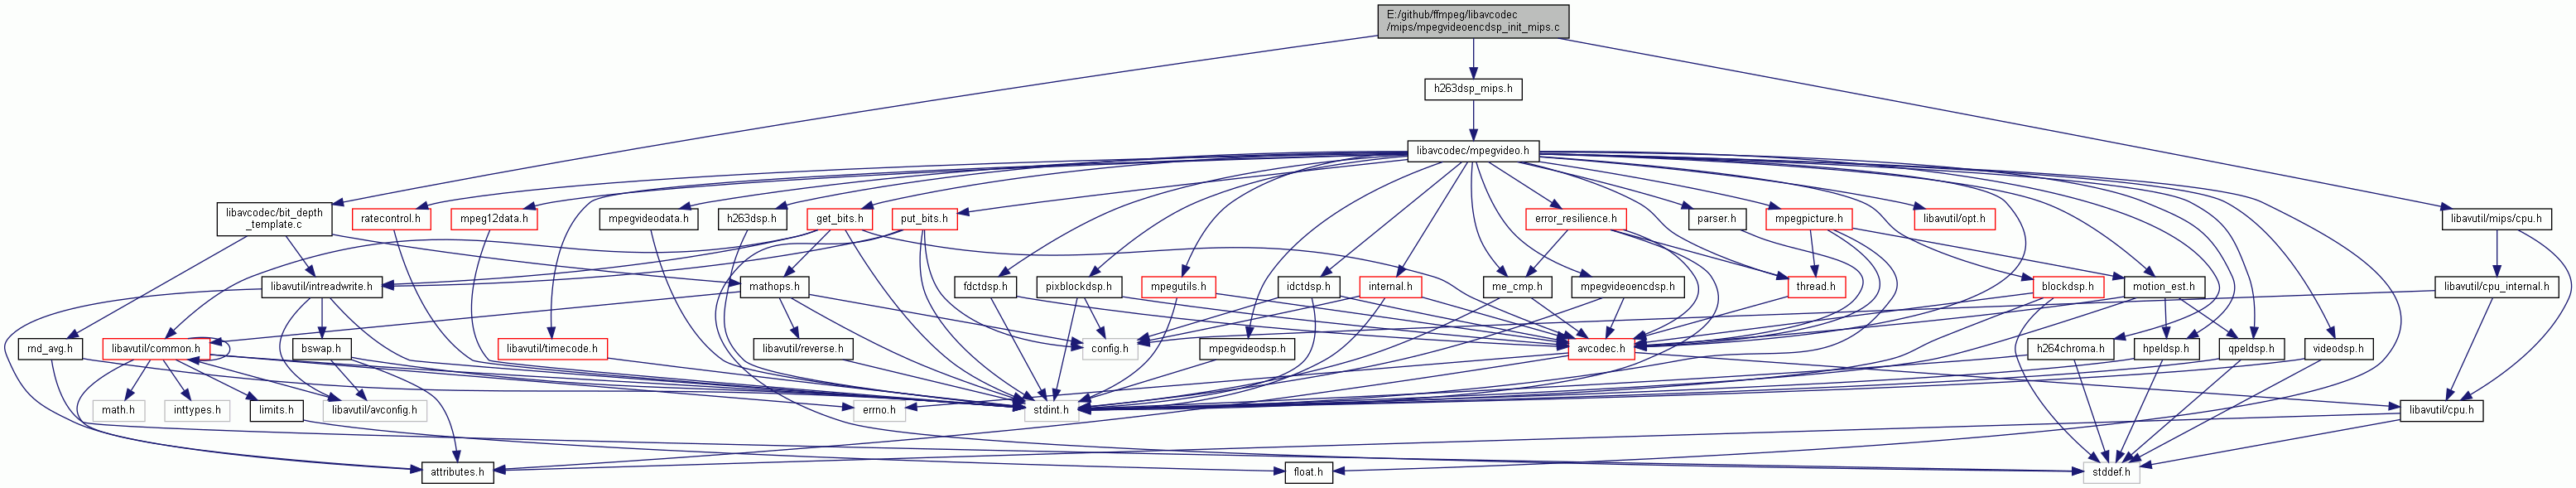 E:/github/ffmpeg/libavcodec
/mips/mpegvideoencdsp_init_mips.c
h263dsp_mips.h
libavcodec/mpegvideo.h
libavcodec/bit_depth
_template.c
ratecontrol.h
mpeg12data.h
mpegvideodata.h
h263dsp.h
get_bits.h
put_bits.h
error_resilience.h
parser.h
mpegpicture.h
libavutil/opt.h
libavutil/mips/cpu.h
libavutil/intreadwrite.h
mathops.h
fdctdsp.h
pixblockdsp.h
mpegutils.h
idctdsp.h
internal.h
me_cmp.h
mpegvideoencdsp.h
thread.h
blockdsp.h
motion_est.h
libavutil/cpu_internal.h
rnd_avg.h
libavutil/common.h
bswap.h
libavutil/timecode.h
libavutil/reverse.h
config.h
mpegvideodsp.h
avcodec.h
h264chroma.h
hpeldsp.h
qpeldsp.h
videodsp.h
math.h
inttypes.h
limits.h
libavutil/avconfig.h
errno.h
stdint.h
libavutil/cpu.h
attributes.h
float.h
stddef.h